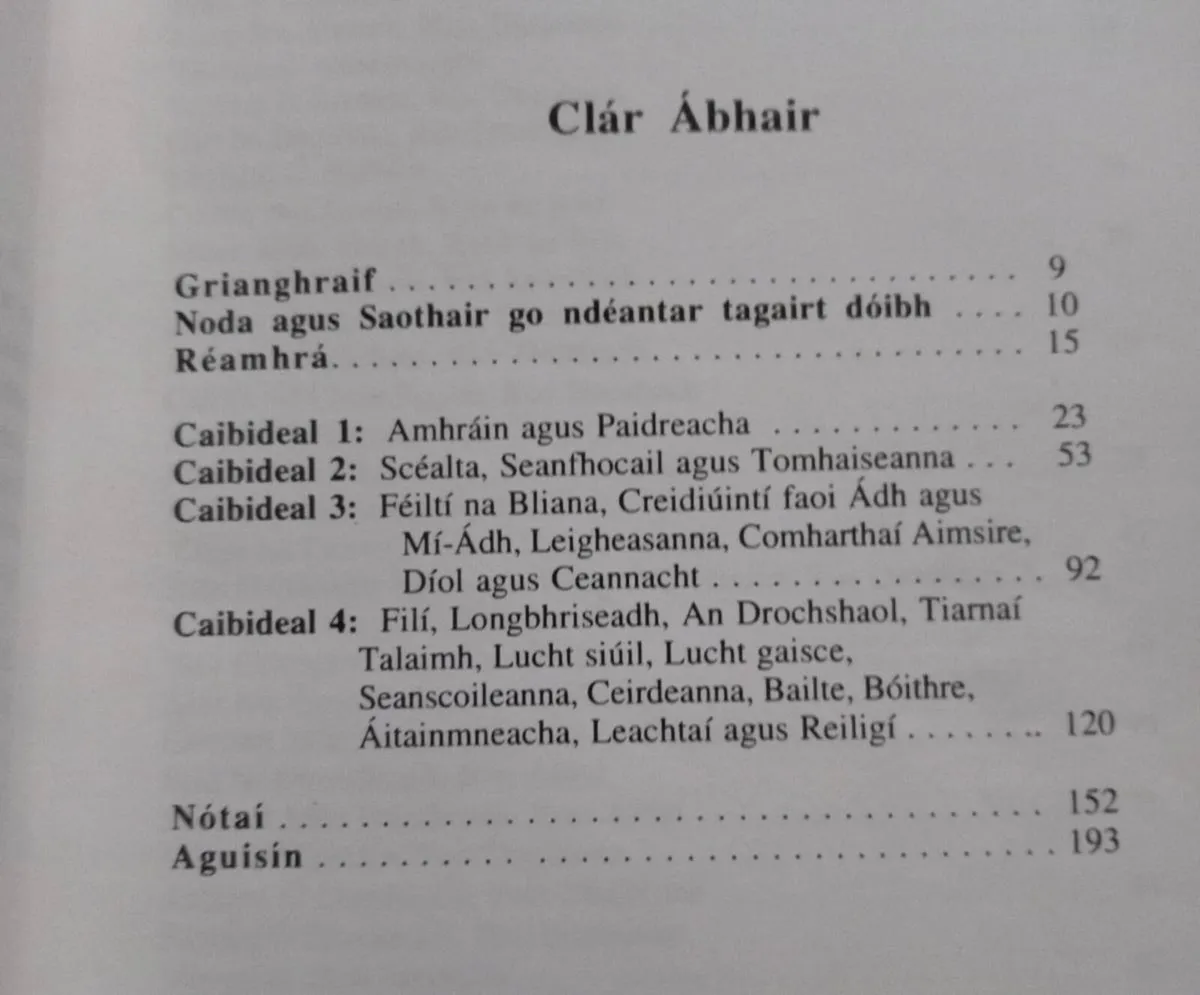 Clár Ábhair
Grianghraif ................................ 9
Noda agus Saothair go ndéantar tagairt dóibh .... 10
Réamhrá................................... 15
Caibideal 1: Amhráin agus Paidreacha ............. 23
Caibideal 2: Scéalta, Seanfhocail agus Tomhaiseanna ... 53
Caibideal 3: Féiltí na Bliana, Creidiúintí faoi Ádh agus
Mí-Ádh, Leigheasanna, Comharthaí Aimsire,
Díol agus Ceannacht ................. 92
Caibideal 4: Filí, Longbhriseadh, An Drochshaol, Tiarnaí
Talaimh, Lucht siúil, Lucht gaisce,
Seanscoileanna, Ceirdeanna, Bailte, Bóithre,
Áitainmneacha, Leachtaí agus Reiligí ........ 120
Nótaí .................................... 152
Aguisín .................................. 193